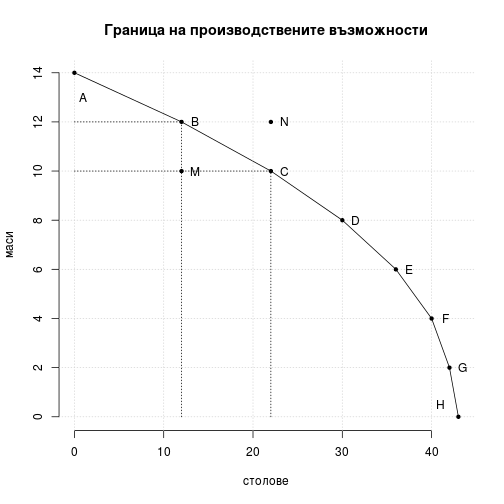 Граница на производствените възможности
14
A
12
B
N
10
M
C
8
D
6
E
4
F
2
G
0
H
маси
0
10
20
30
40
столове